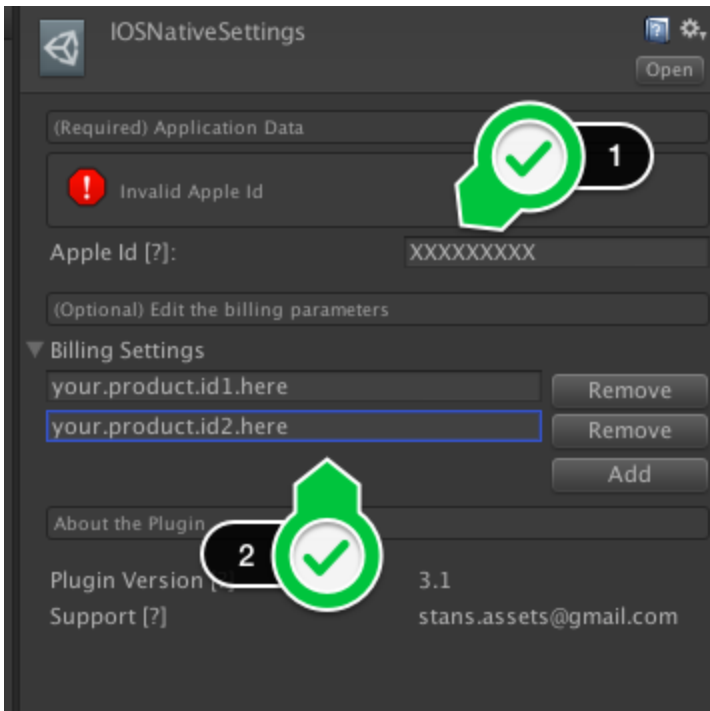 IOSNativeSettings
Open
(Required) Application Data
1
Invalid Apple Id
Apple Id [?]: XXXXXXXXX
(Optional) Edit the billing parameters
Billing Settings
your.product.id1.here Remove
your.product.id2.here Remove
Add
About the Plugin
2
Plugin Version 3.1
Support [?] stans.assets@gmail.com